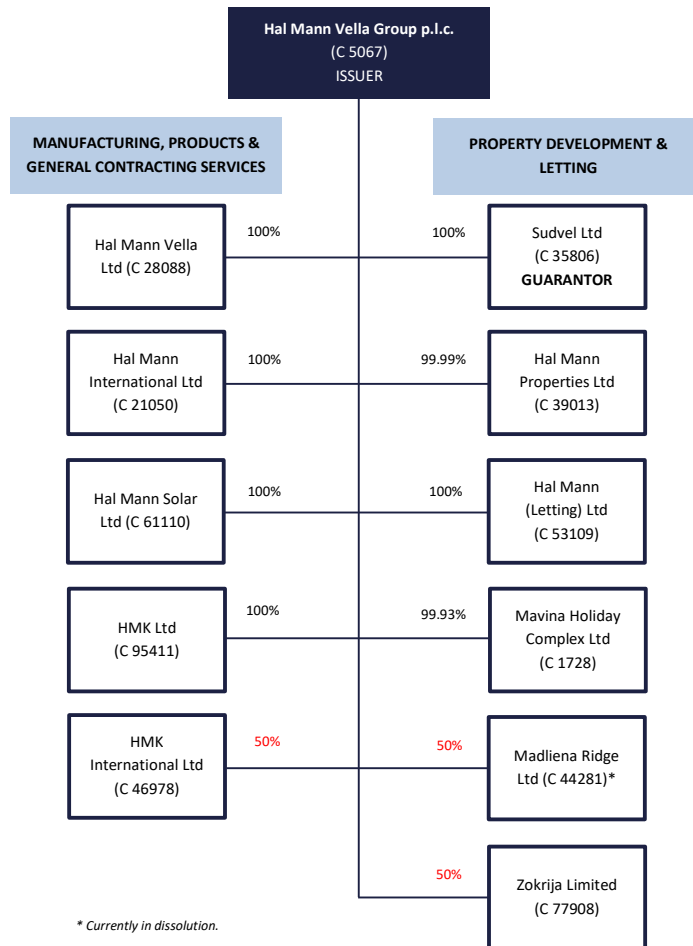 Hal Mann Vella Group p.l.c.
(C 5067)
ISSUER
MANUFACTURING, PRODUCTS &
GENERAL CONTRACTING SERVICES
PROPERTY DEVELOPMENT &
LETTING
Hal Mann Vella
Ltd (C 28088)
100%
100%
Sudvel Ltd
(C 35806)
GUARANTOR
Hal Mann
International Ltd
(C 21050)
100%
99.99%
Hal Mann
Properties Ltd
(C 39013)
Hal Mann Solar
Ltd (C 61110)
100%
100%
Hal Mann
(Letting) Ltd
(C 53109)
HMK Ltd
(C 95411)
100%
99.93%
Mavina Holiday
Complex Ltd
(C 1728)
HMK
International Ltd
(C 46978)
50%
50%
Madliena Ridge
Ltd (C 44281)*
50%
Zokrija Limited
(C 77908)
* Currently in dissolution.